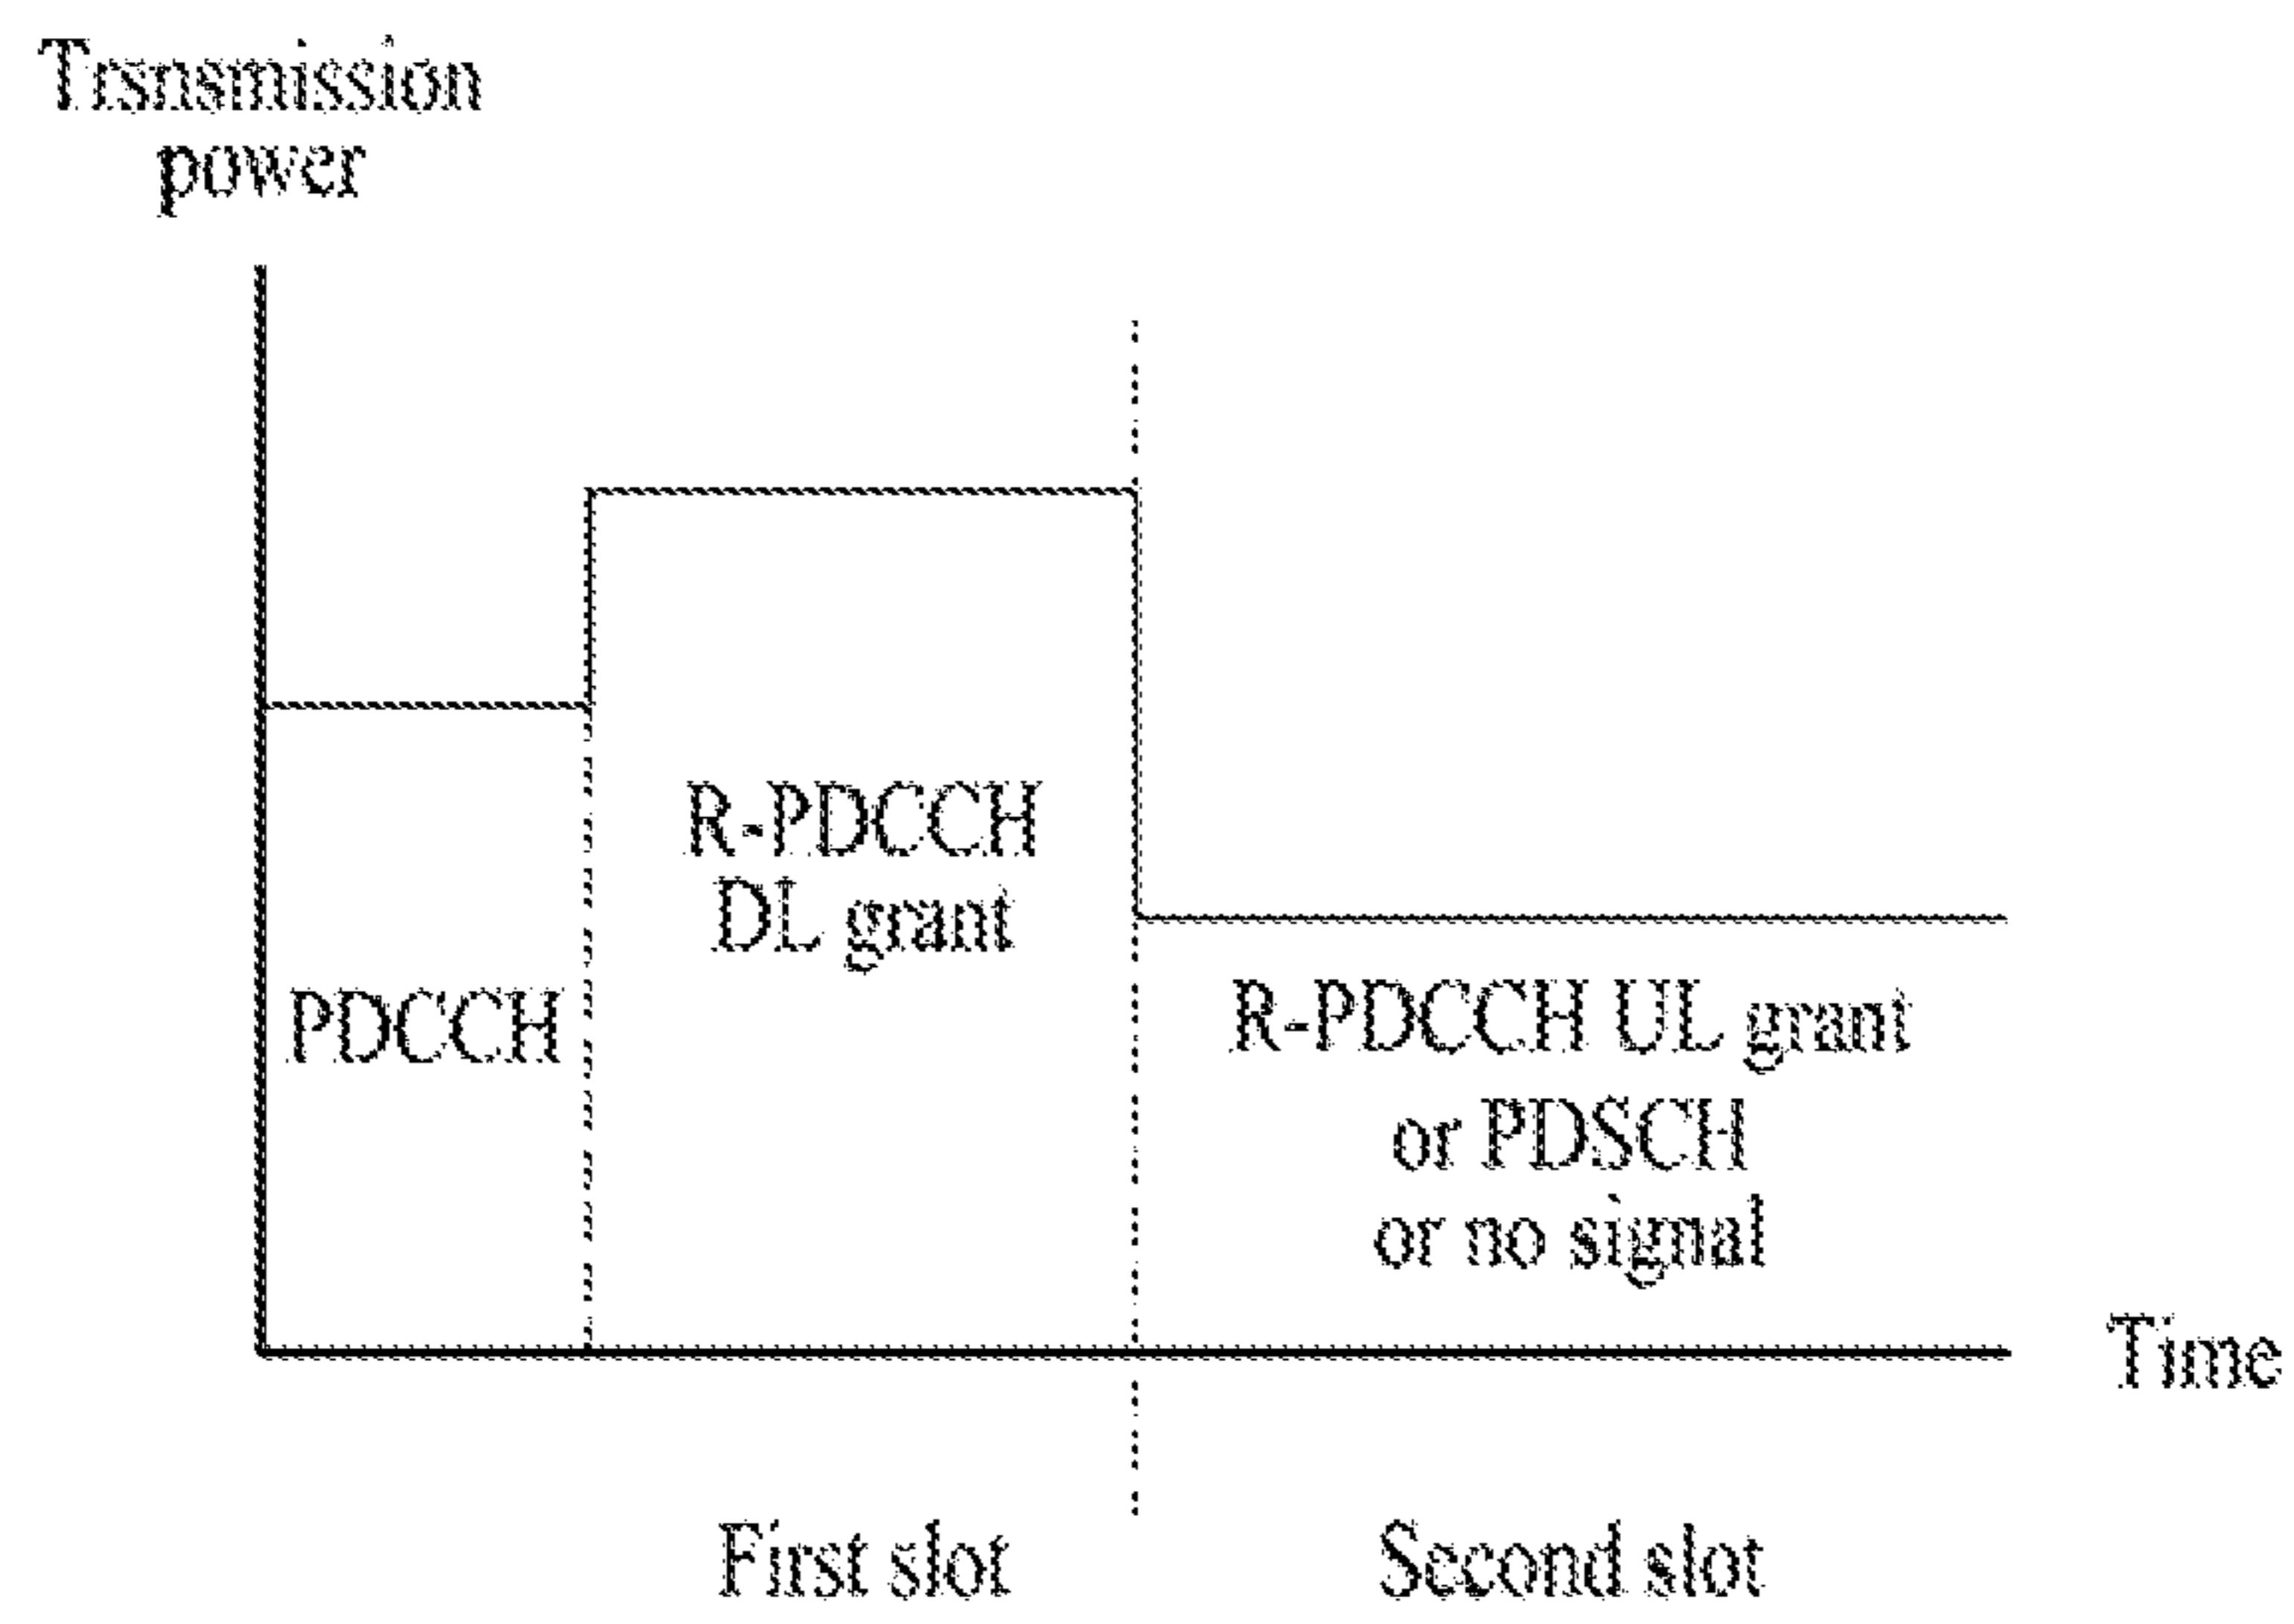 Trsnsmission
power
R-PDCCH
DL grant
PDCCH
R-PDCCH UL grant
or PDSCH
or no signal
Time
First slot
Second slot